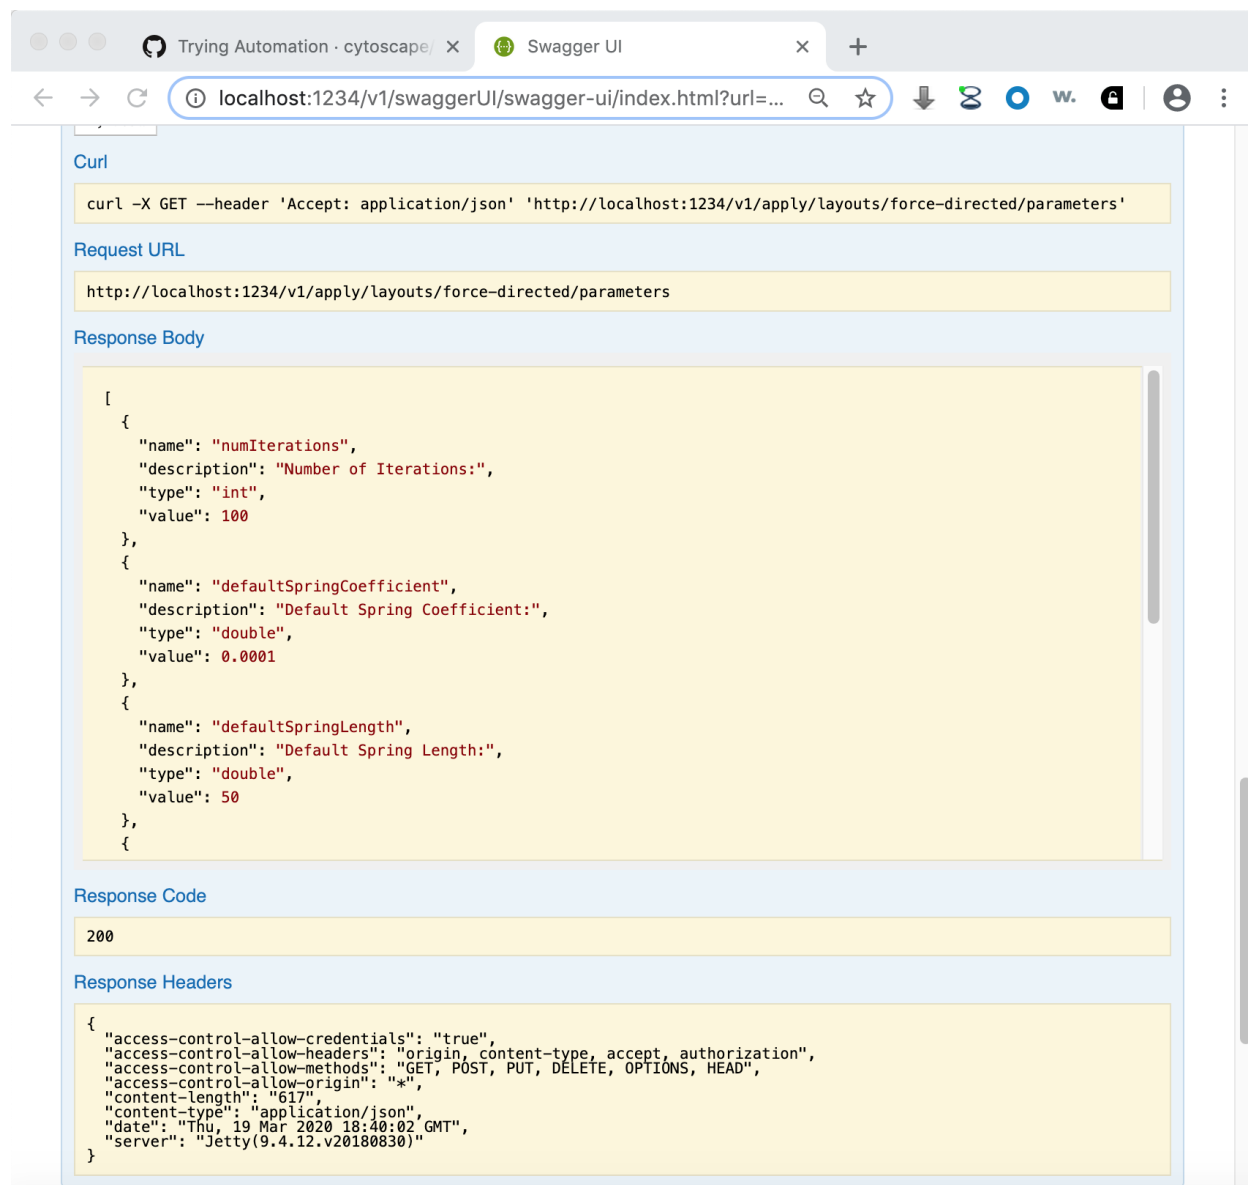 Trying Automation · cytoscape/
Swagger UI
localhost:1234/v1/swaggerUI/swagger-ui/index.html?url=...
w.
Curl
curl -X GET --header 'Accept: application/json' 'http://localhost:1234/v1/apply/layouts/force-directed/parameters'
Request URL
http://localhost:1234/v1/apply/layouts/force-directed/parameters
Response Body
[
{
"name": "numIterations",
"description": "Number of Iterations:",
"type": "int",
"value": 100
},
{
"name": "defaultSpringCoefficient",
"description": "Default Spring Coefficient:",
"type": "double",
"value": 0.0001
},
{
"name": "defaultSpringLength",
"description": "Default Spring Length:",
"type": "double",
"value": 50
},
{
Response Code
200
Response Headers
{
"access-control-allow-credentials": "true",
"access-control-allow-headers": "origin, content-type, accept, authorization",
"access-control-allow-methods": "GET, POST, PUT, DELETE, OPTIONS, HEAD",
"access-control-allow-origin": "*",
"content-length": "617",
"content-type": "application/json",
"date": "Thu, 19 Mar 2020 18:40:02 GMT",
"server": "Jetty(9.4.12.v20180830)"
}